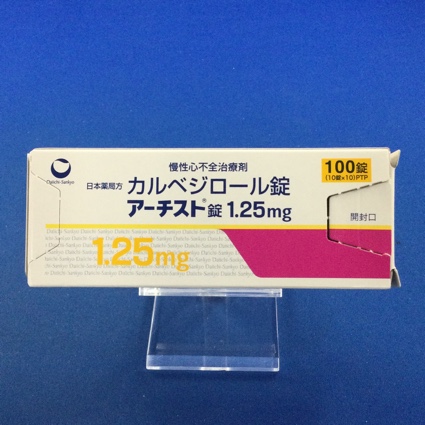 慢性心不全治療剤
日本薬局方 カルベジロール錠
アーチスト®錠 1.25mg
100錠
(10錠×10)PTP
開封口
Daiichi-Sankyo
1.25mg